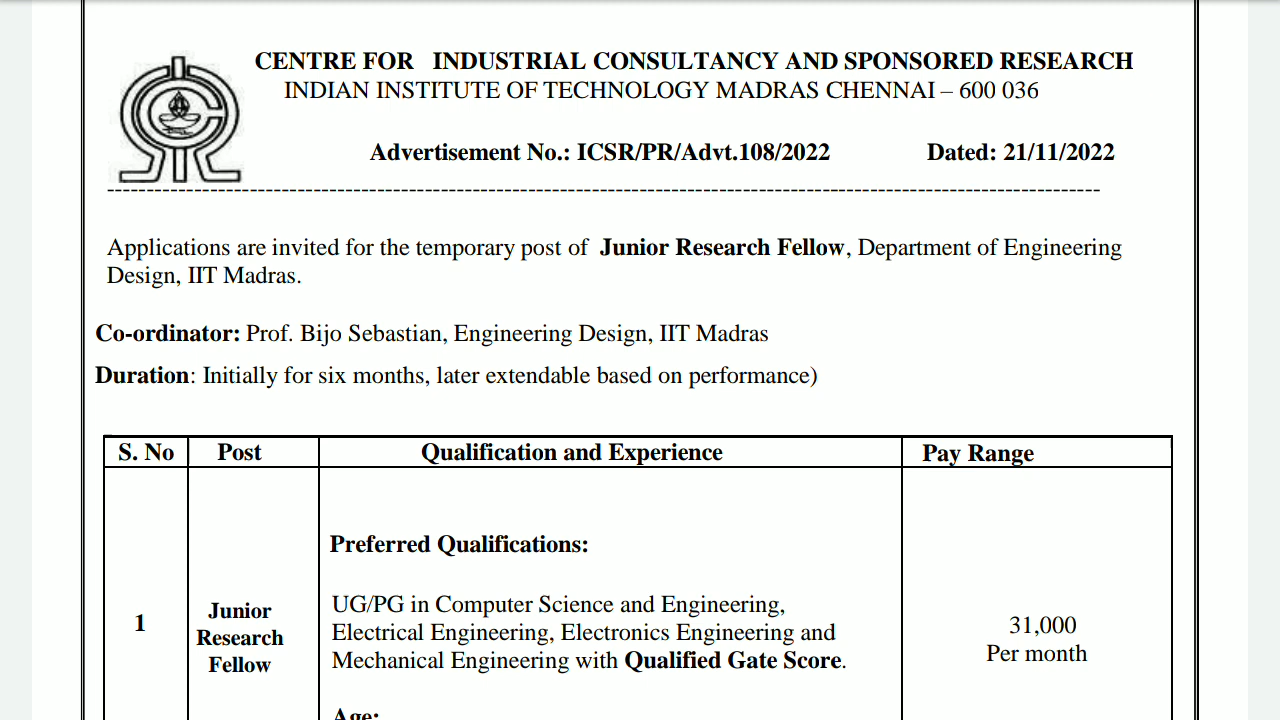 CENTRE FOR INDUSTRIAL CONSULTANCY AND SPONSORED RESEARCH
INDIAN INSTITUTE OF TECHNOLOGY MADRAS CHENNAI – 600 036
Advertisement No.: ICSR/PR/Advt.108/2022 Dated: 21/11/2022
Applications are invited for the temporary post of Junior Research Fellow, Department of Engineering
Design, IIT Madras.
Co-ordinator: Prof. Bijo Sebastian, Engineering Design, IIT Madras
Duration: Initially for six months, later extendable based on performance)
S. No Post Qualification and Experience Pay Range
1
Junior
Research
Fellow
Preferred Qualifications:
UG/PG in Computer Science and Engineering,
Electrical Engineering, Electronics Engineering and
Mechanical Engineering with Qualified Gate Score.
Age:
31,000
Per month